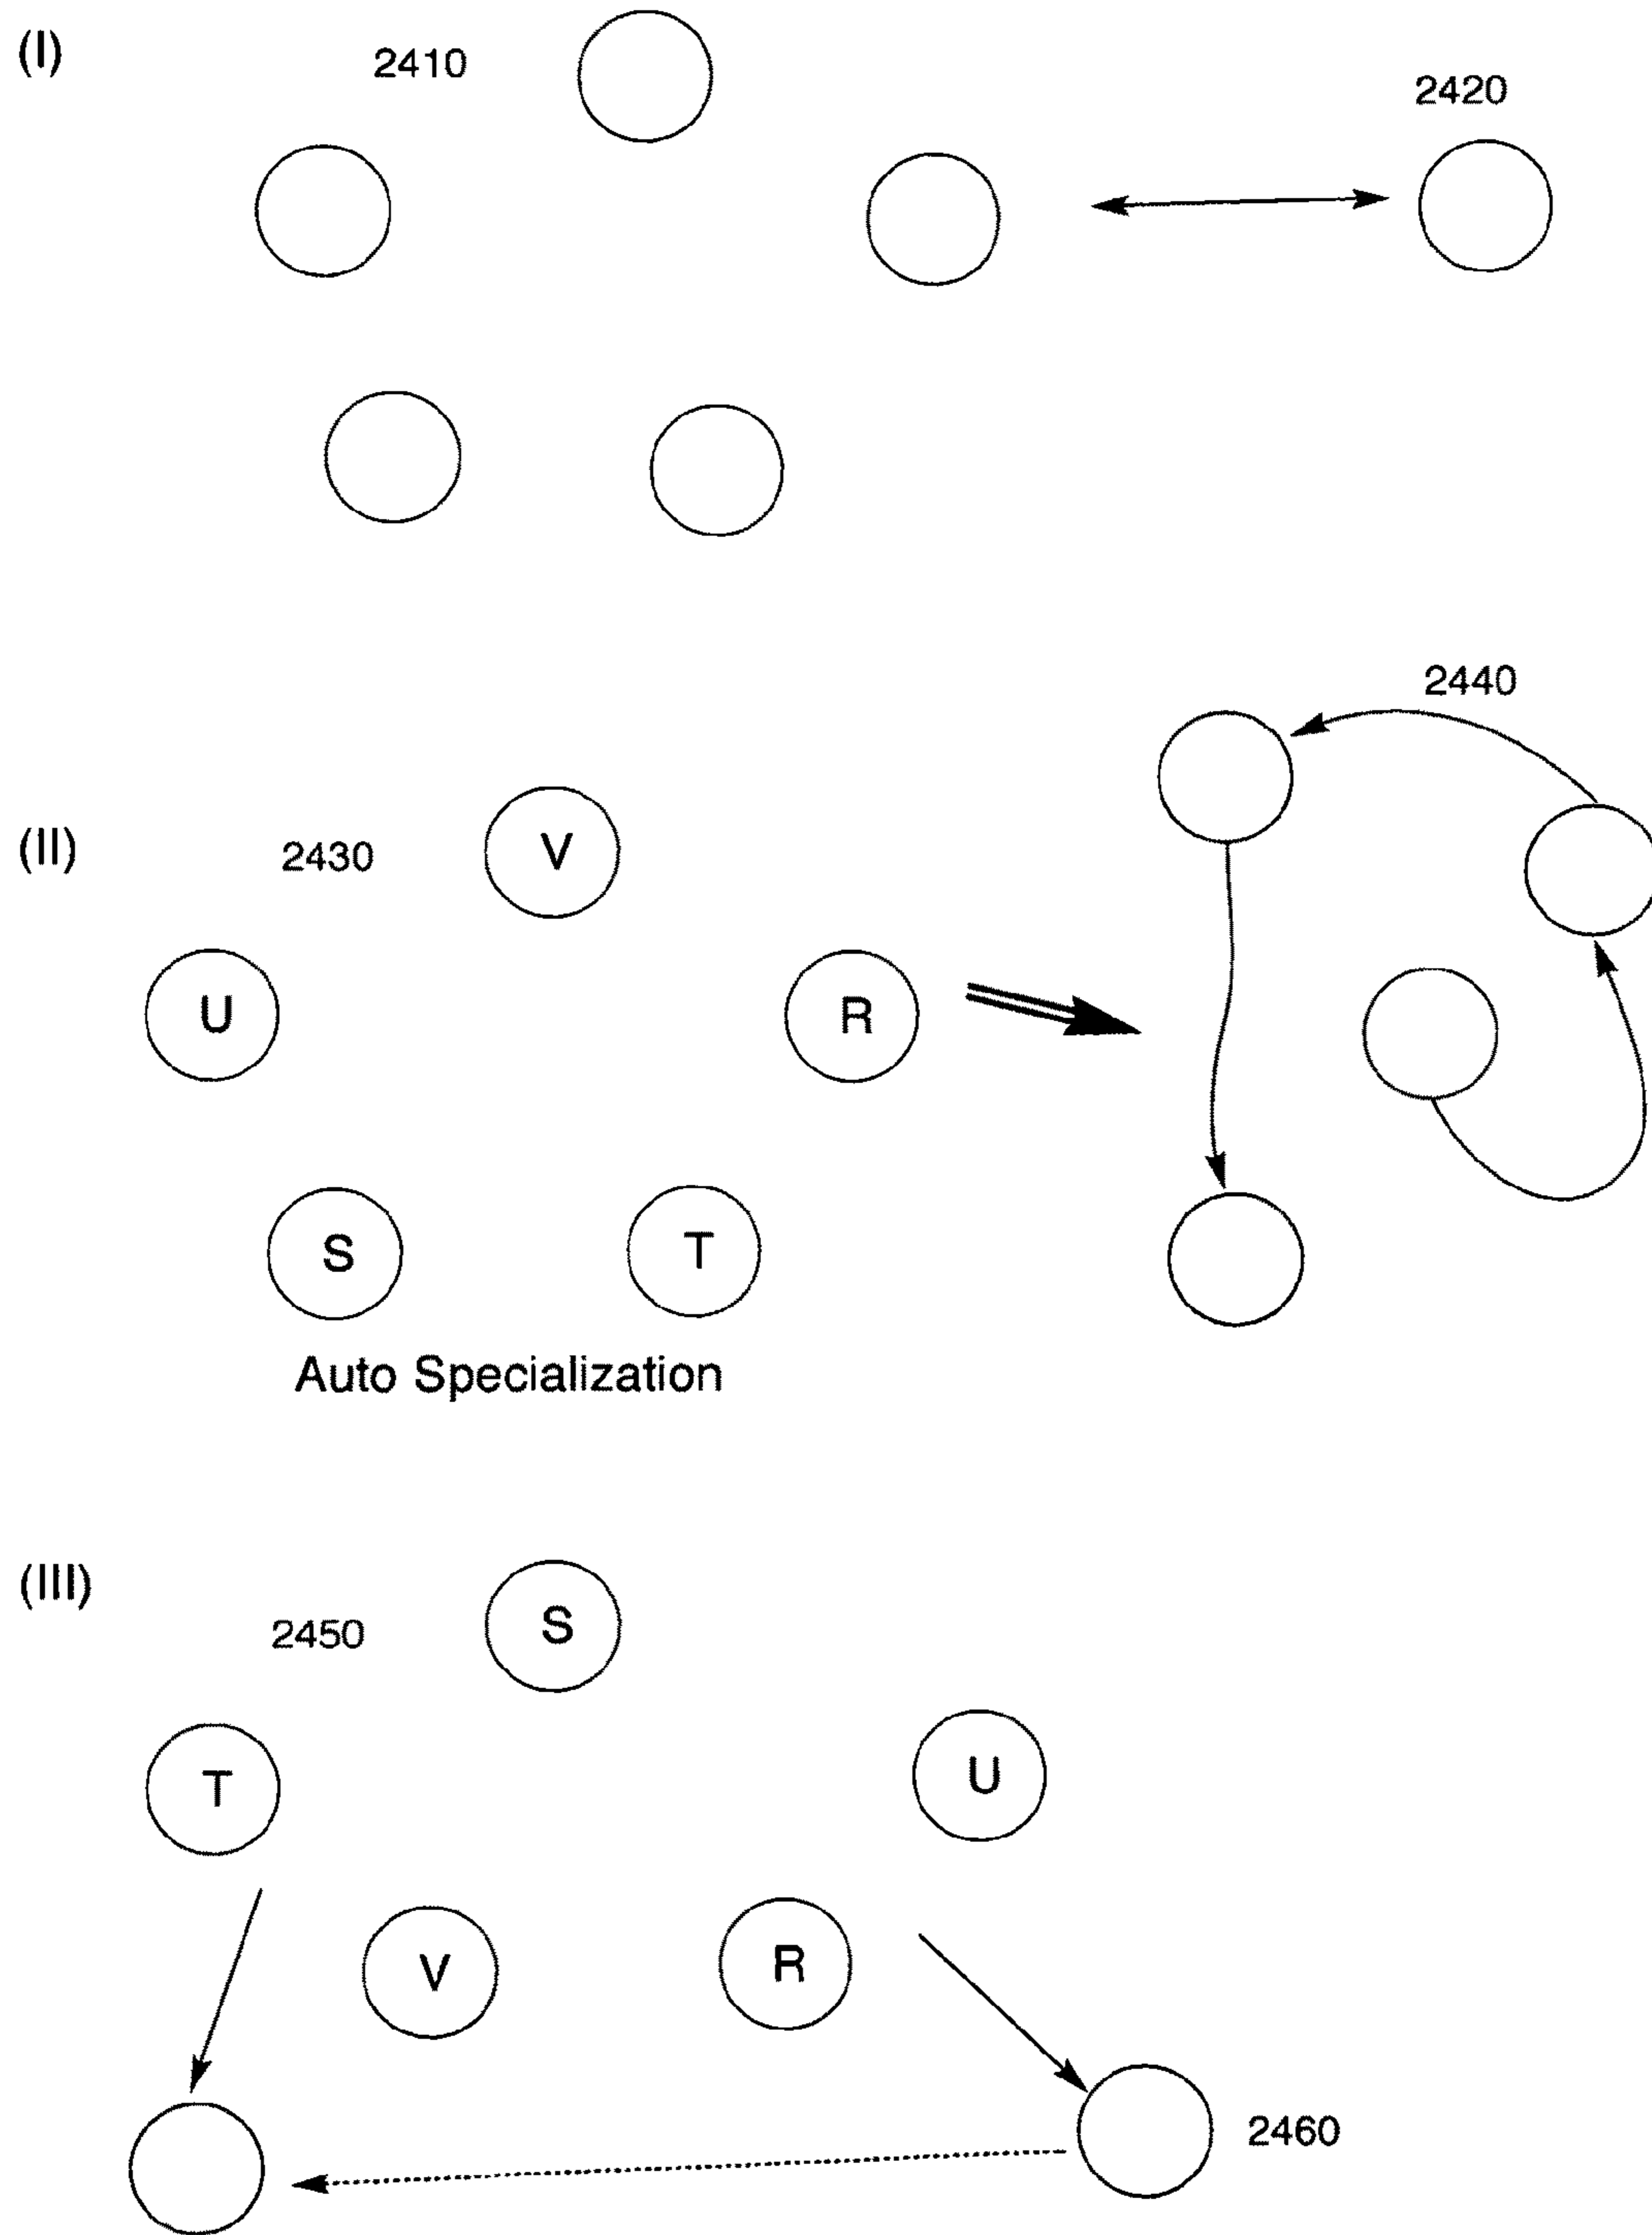 (I)
2410
2420
2440
(II)
2430
V
U
R
S
T
Auto Specialization
(III)
2450
S
T
U
V
R
2460